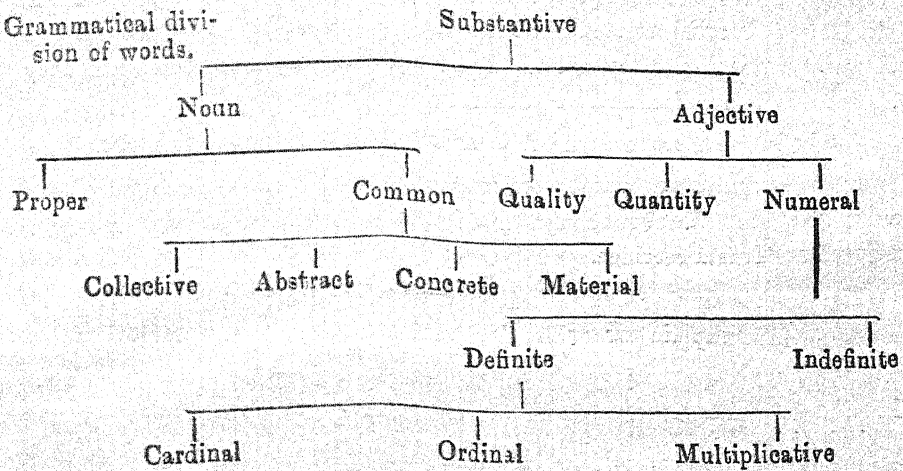 Grammatical divi-
sion of words.
Substantive
Noun Adjective
Proper Common Quality Quantity Numeral
Collective Abstract Concrete Material
Definite Indefinite
Cardinal Ordinal Multiplicative